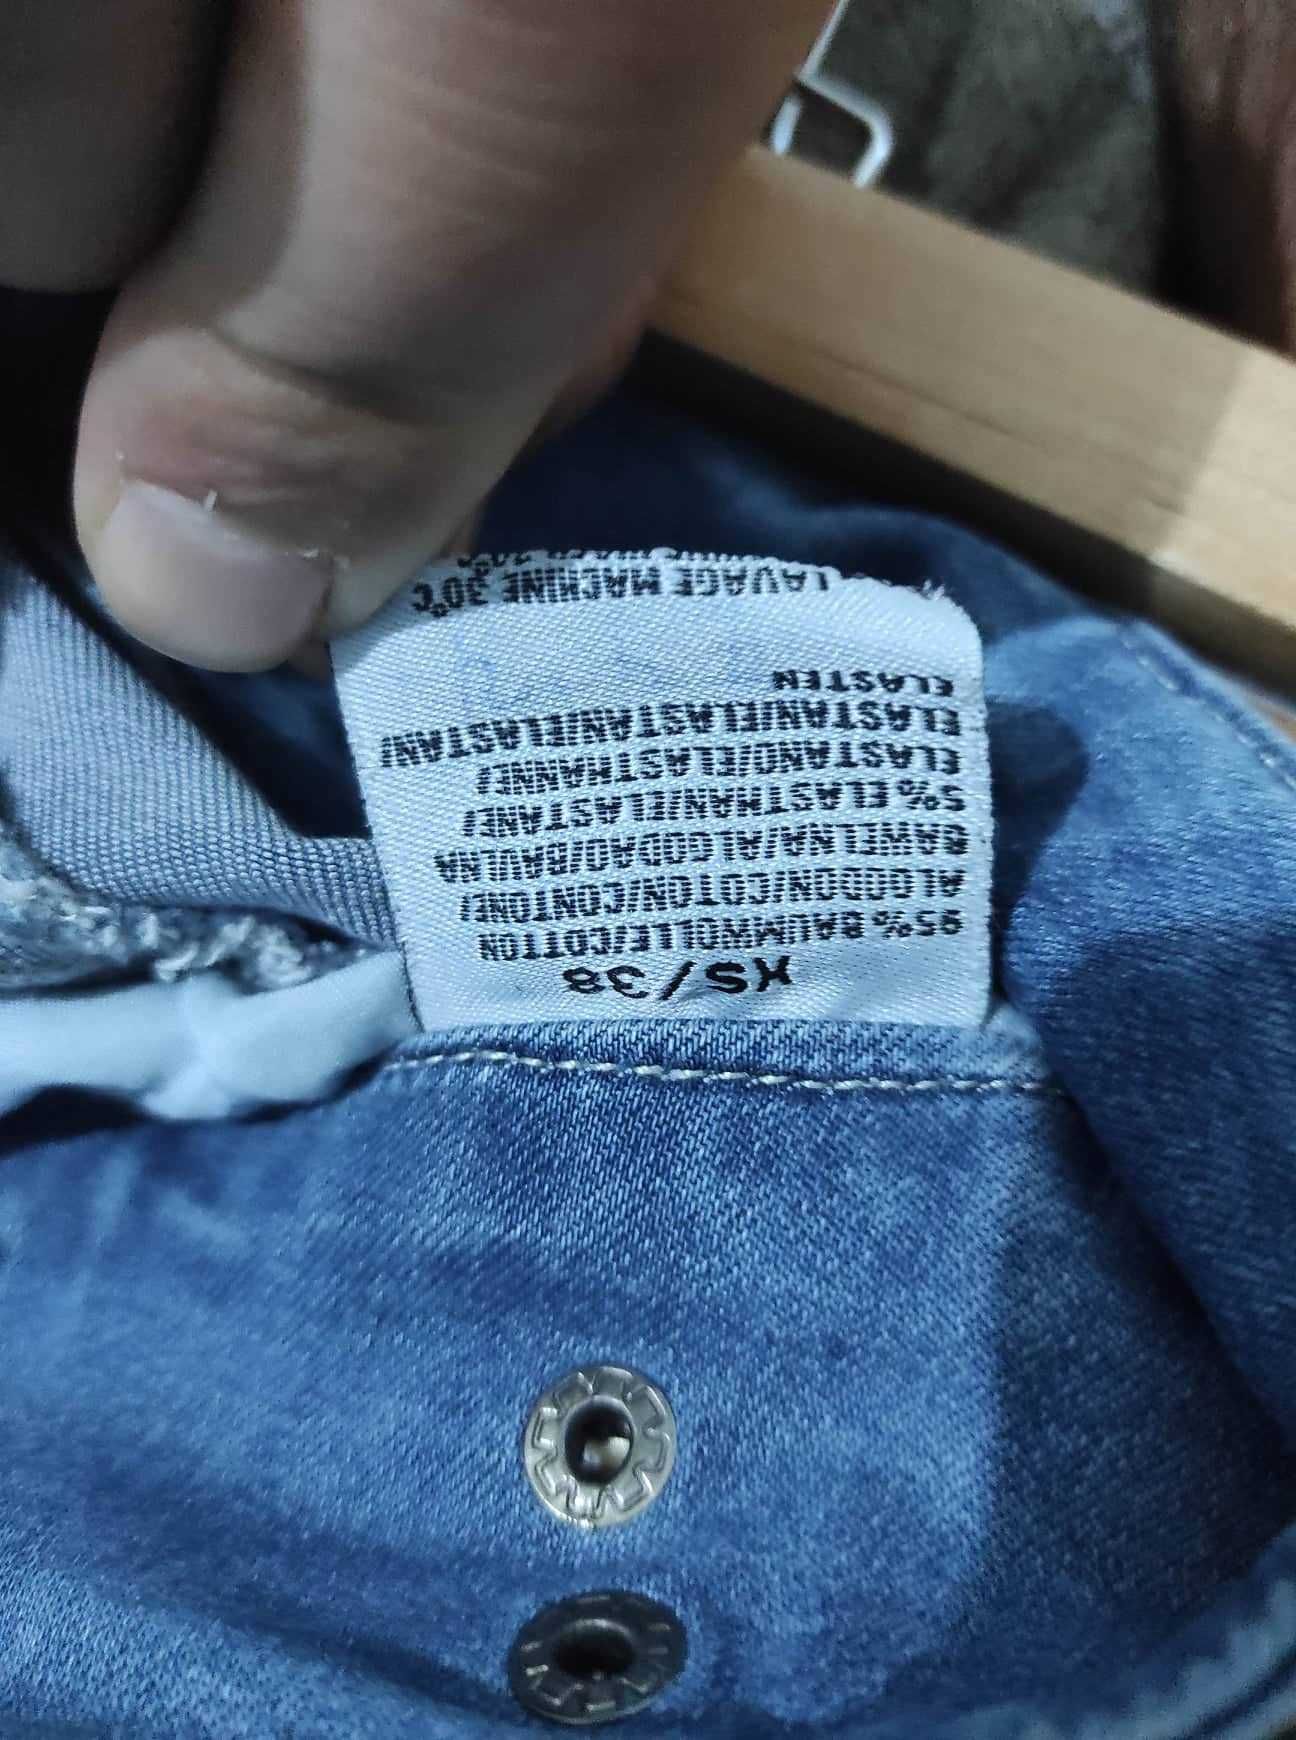 XS/38
95% BAUMWOLLE/COTTON
ALGODON/COTON/CONTONE/
BAWELNA/ALGODAO/BAULNA
5% ELASTHAN/ELASTANE/
ELASTANO/ELASTHANNE/
ELASTAN/ELASTAN/ELASTAN/
ELASTEN
LAVAGE MACHINE 30°C